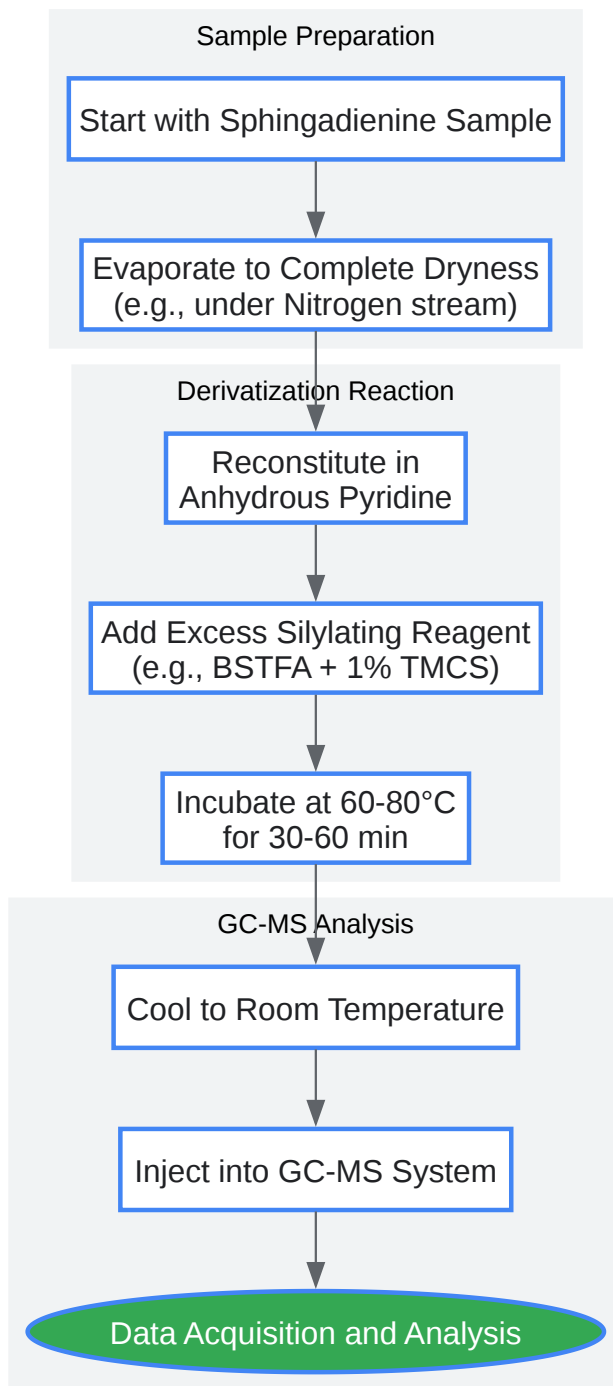 Sample Preparation
Start with Sphingadienine Sample
Evaporate to Complete Dryness
(e.g., under Nitrogen stream)
Derivatization Reaction
Reconstitute in
Anhydrous Pyridine
Add Excess Silylating Reagent
(e.g., BSTFA + 1% TMCS)
Incubate at 60-80°C
for 30-60 min
GC-MS Analysis
Cool to Room Temperature
Inject into GC-MS System
Data Acquisition and Analysis